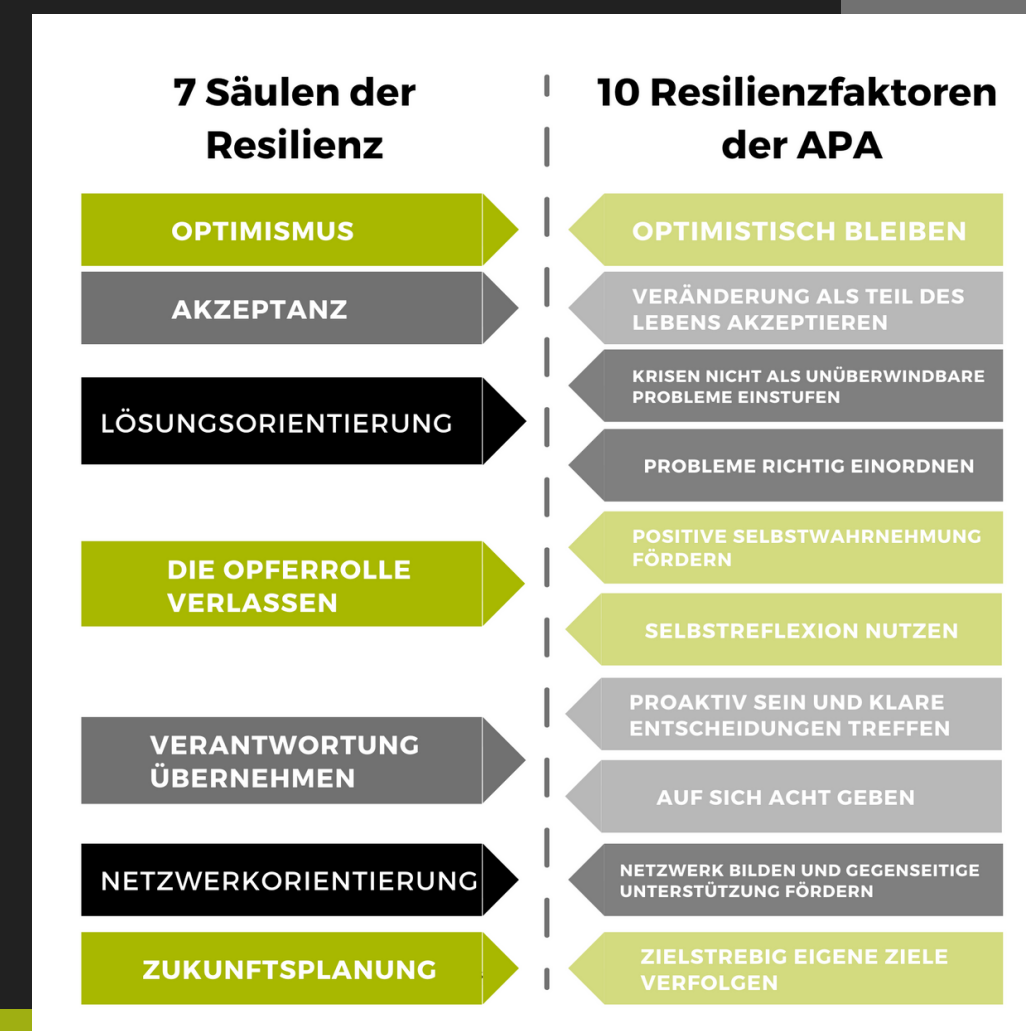 7 Säulen der
Resilienz
OPTIMISMUS
AKZEPTANZ
LÖSUNGSORIENTIERUNG
DIE OPFERROLLE
VERLASSEN
VERANTWORTUNG
ÜBERNEHMEN
NETZWERKORIENTIERUNG
ZUKUNFTSPLANUNG
10 Resilienzfaktoren
der APA
OPTIMISTISCH BLEIBEN
VERÄNDERUNG ALS TEIL DES
LEBENS AKZEPTIEREN
KRISEN NICHT ALS UNÜBERWINDBARE
PROBLEME EINSTUFEN
PROBLEME RICHTIG EINORDNEN
POSITIVE SELBSTWAHRNEHMUNG
FÖRDERN
SELBSTREFLEXION NUTZEN
PROAKTIV SEIN UND KLARE
ENTSCHEIDUNGEN TREFFEN
AUF SICH ACHT GEBEN
NETZWERK BILDEN UND GEGENSEITIGE
UNTERSTÜTZUNG FÖRDERN
ZIELSTREBIG EIGENE ZIELE
VERFOLGEN